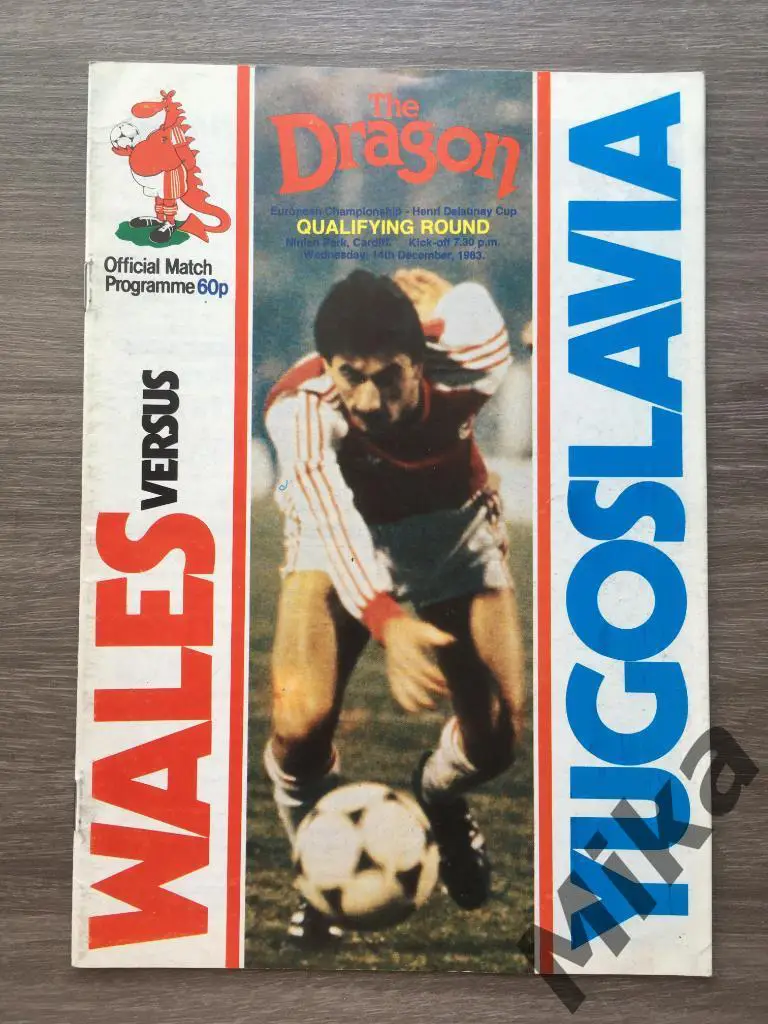 The
Dragon
European Championship - Henri Delaunay Cup
QUALIFYING ROUND
Ninian Park, Cardiff. Kick-off 7.30 p.m.
Wednesday, 14th December, 1983.
Official Match
Programme 60p
WALES VERSUS
YUGOSLAVIA
Mika